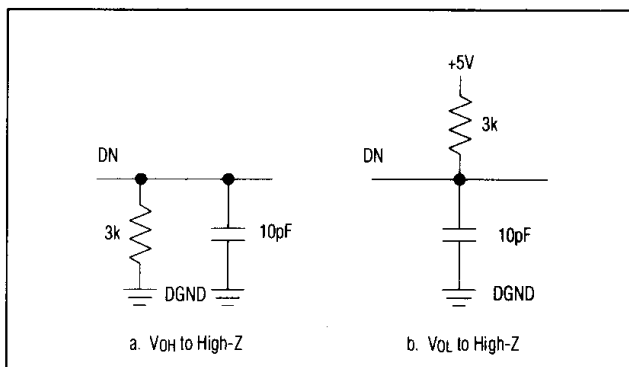 +5V
3k
DN
DN
3k
10pF
10pF
DGND
DGND
a. VOH to High-Z
b. VOL to High-Z